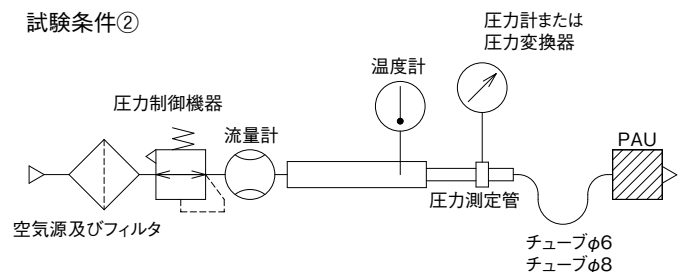 試験条件②
圧力計または
圧力変換器
温度計
圧力制御機器
流量計
PAU
圧力測定管
空気源及びフィルタ
チューブφ6
チューブφ8